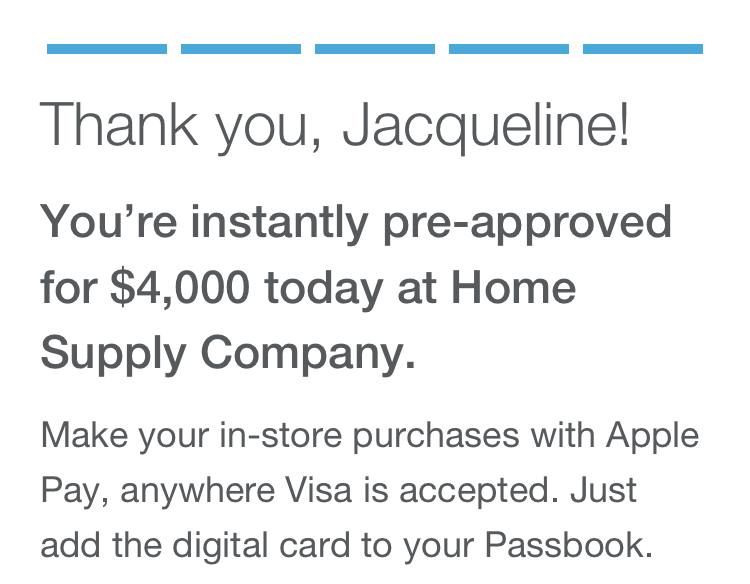 Thank you, Jacqueline!
You’re instantly pre-approved
for $4,000 today at Home
Supply Company.
Make your in-store purchases with Apple
Pay, anywhere Visa is accepted. Just
add the digital card to your Passbook.